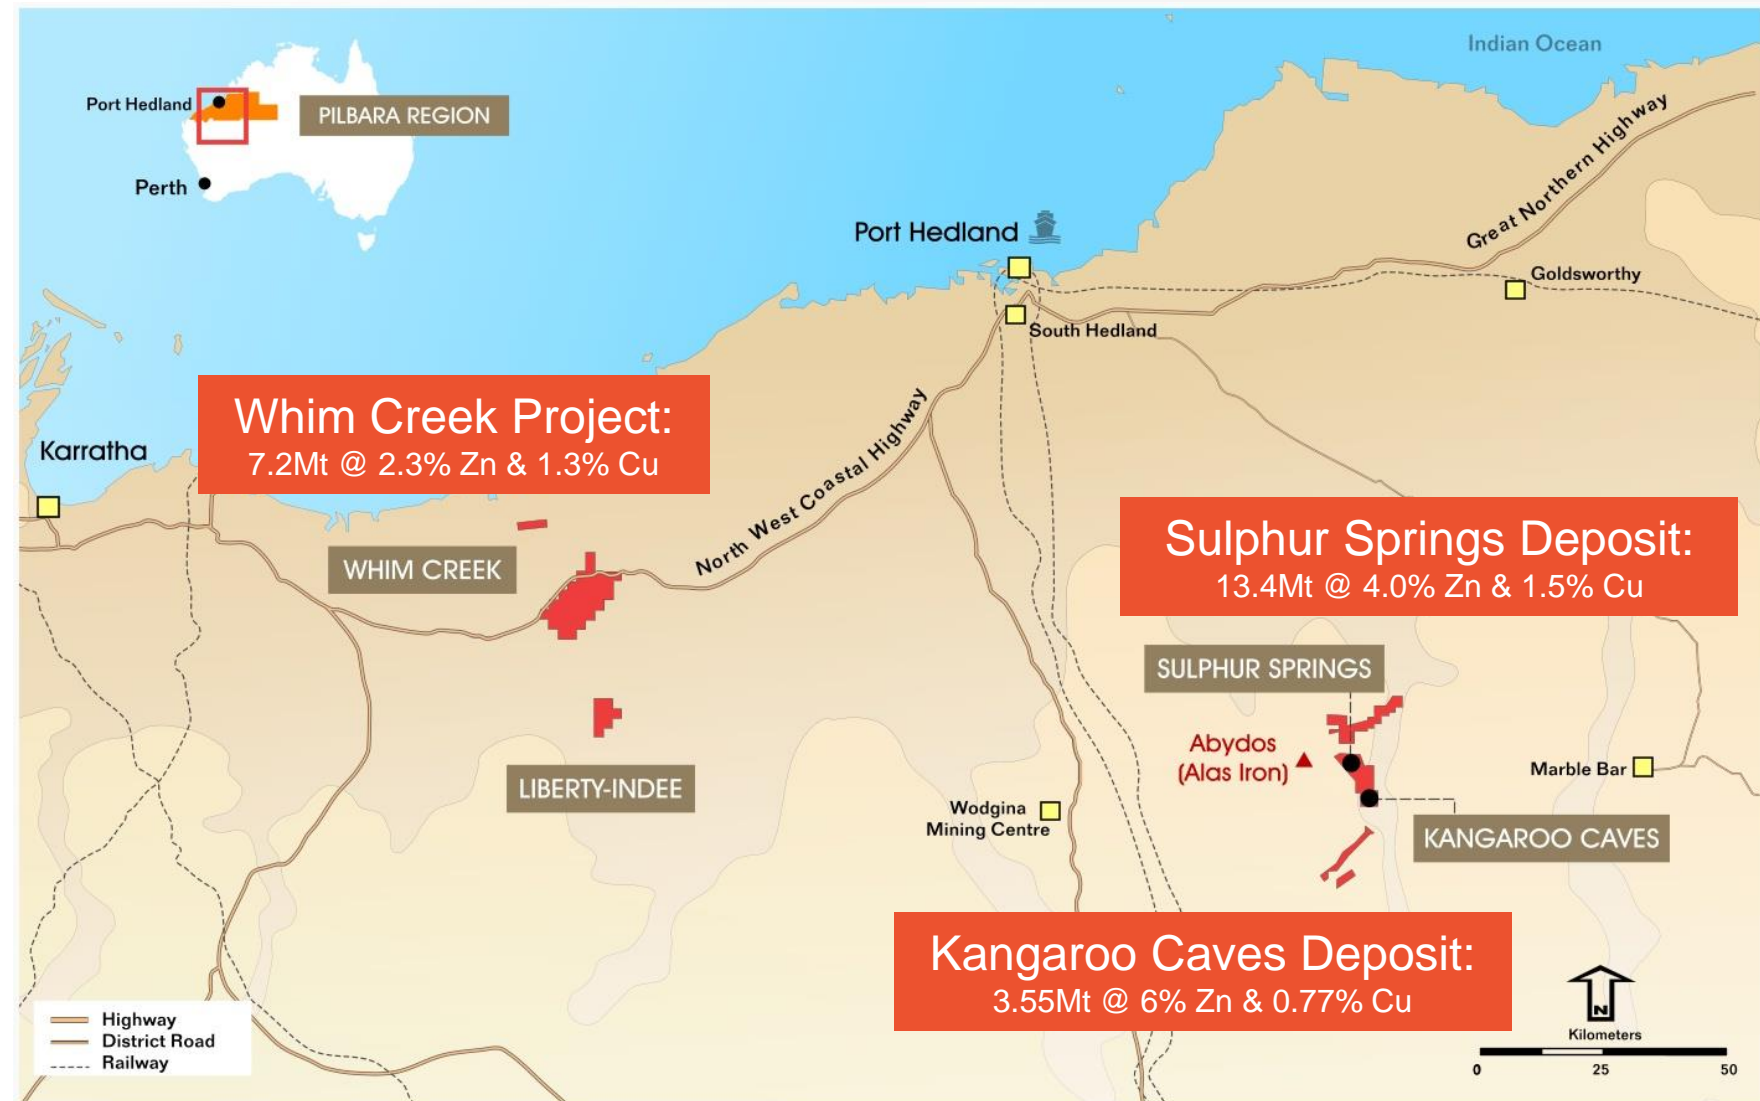 Indian Ocean
Port Hedland
PILBARA REGION
Perth
Port Hedland
Great Northern Highway
Goldsworthy
South Hedland
Whim Creek Project:
7.2Mt @ 2.3% Zn & 1.3% Cu
Karratha
North West Coastal Highway
WHIM CREEK
Sulphur Springs Deposit:
13.4Mt @ 4.0% Zn & 1.5% Cu
SULPHUR SPRINGS
LIBERTY-INDEE
Abydos
(Alas Iron)
Marble Bar
Wodgina
Mining Centre
KANGAROO CAVES
Kangaroo Caves Deposit:
3.55Mt @ 6% Zn & 0.77% Cu
Highway
District Road
Railway
N
Kilometers
0 25 50